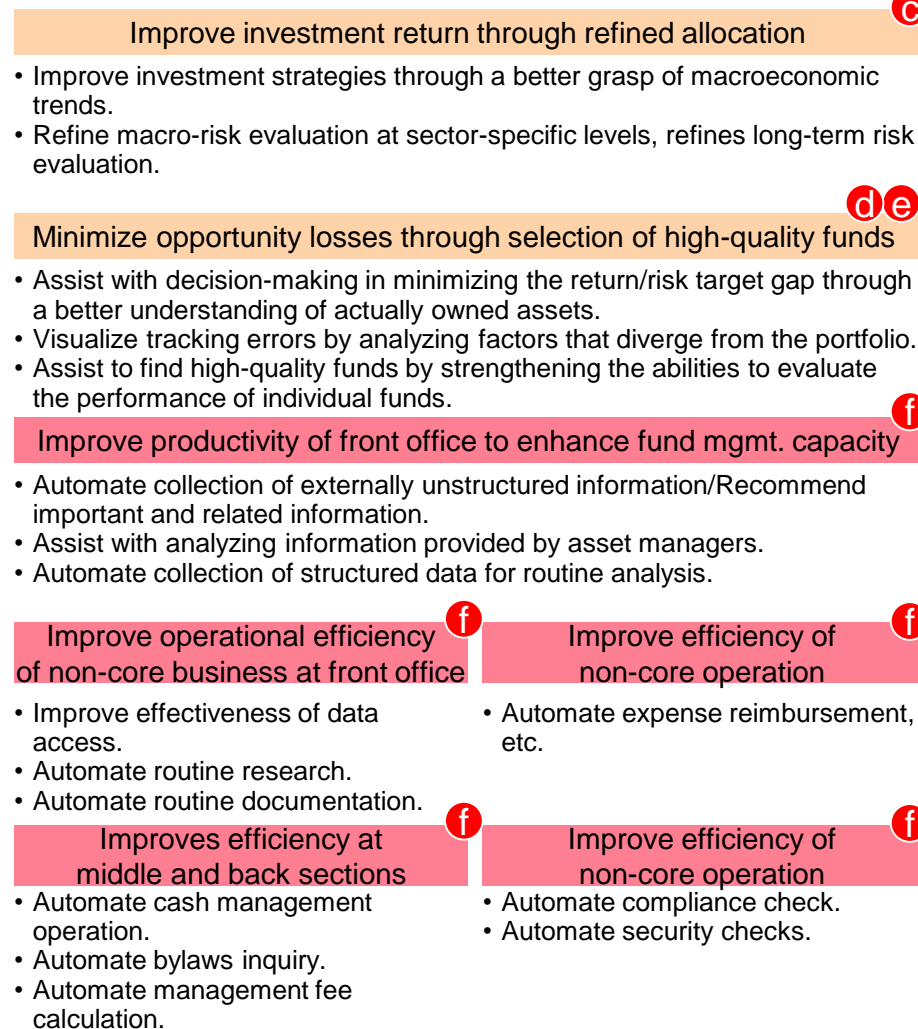 c
Improve investment return through refined allocation
• Improve investment strategies through a better grasp of macroeconomic
trends.
• Refine macro-risk evaluation at sector-specific levels, refines long-term risk
evaluation.
d e
Minimize opportunity losses through selection of high-quality funds
• Assist with decision-making in minimizing the return/risk target gap through
a better understanding of actually owned assets.
• Visualize tracking errors by analyzing factors that diverge from the portfolio.
• Assist to find high-quality funds by strengthening the abilities to evaluate
the performance of individual funds.
f
Improve productivity of front office to enhance fund mgmt. capacity
• Automate collection of externally unstructured information/Recommend
important and related information.
• Assist with analyzing information provided by asset managers.
• Automate collection of structured data for routine analysis.
f
Improve operational efficiency
of non-core business at front office
• Improve effectiveness of data
access.
• Automate routine research.
• Automate routine documentation.
f
Improve efficiency of
non-core operation
• Automate expense reimbursement,
etc.
f
Improves efficiency at
middle and back sections
• Automate cash management
operation.
• Automate bylaws inquiry.
• Automate management fee
calculation.
f
Improve efficiency of
non-core operation
• Automate compliance check.
• Automate security checks.